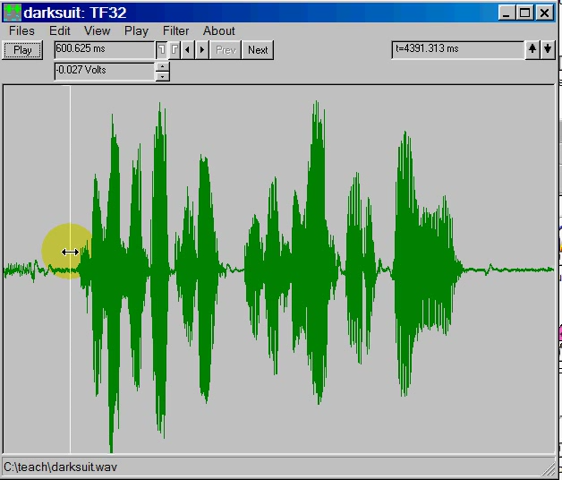 darksuit: TF32
Files Edit View Play Filter About
Play 600.625 ms Prev Next t=4391.313 ms
-0.027 Volts
C:\teach\darksuit.wav